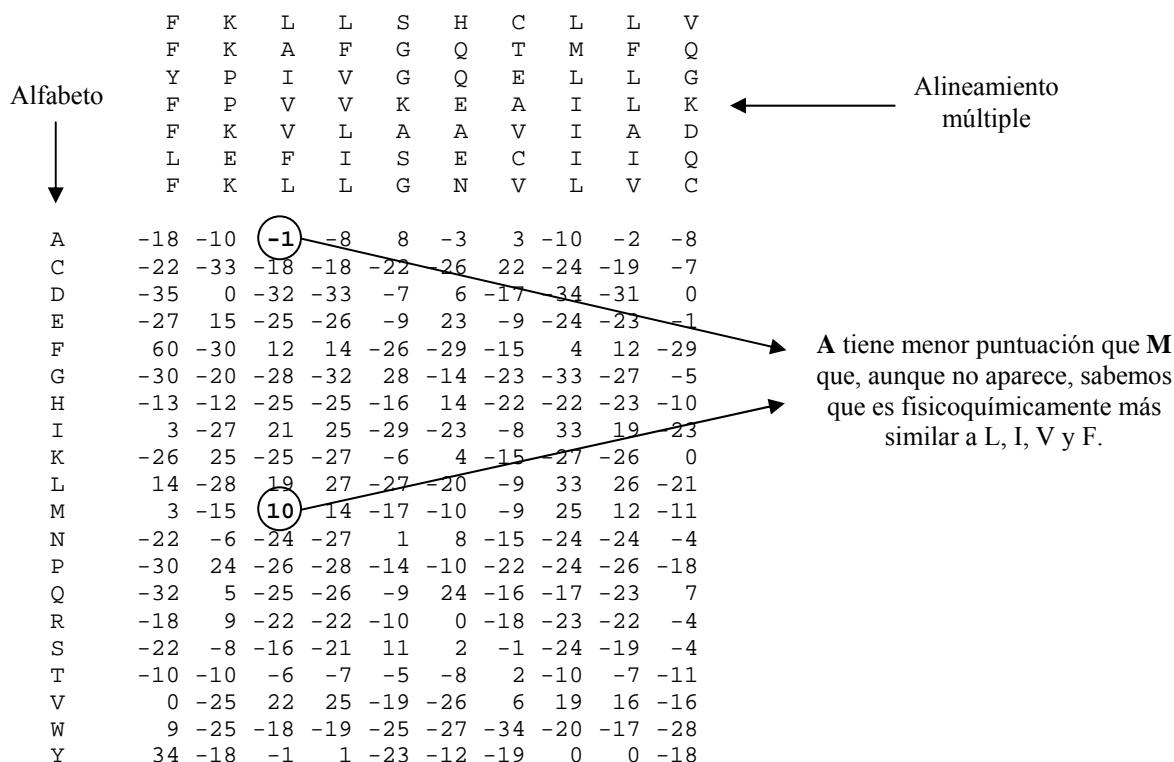 F K L L S H C L L V
F K A F G Q T M F Q
Y P I V G Q E L L G
F P V V K E A I L K
F K V L A A V I A D
L E F I S E C I I Q
F K L L G N V L V C
Alfabeto
Alineamiento
múltiple
A -18 -10 -1 -8 8 -3 3 -10 -2 -8
C -22 -33 -18 -18 -22 -26 22 -24 -19 -7
D -35 0 -32 -33 -7 6 -17 -34 -31 0
E -27 15 -25 -26 -9 23 -9 -24 -23 -1
F 60 -30 12 14 -26 -29 -15 4 12 -29
G -30 -20 -28 -32 28 -14 -23 -33 -27 -5
H -13 -12 -25 -25 -16 14 -22 -22 -23 -10
I 3 -27 21 25 -29 -23 -8 33 19 -23
K -26 25 -25 -27 -6 4 -15 -27 -26 0
L 14 -28 19 27 -27 -20 -9 33 26 -21
M 3 -15 10 14 -17 -10 -9 25 12 -11
N -22 -6 -24 -27 1 8 -15 -24 -24 -4
P -30 24 -26 -28 -14 -10 -22 -24 -26 -18
Q -32 5 -25 -26 -9 24 -16 -17 -23 7
R -18 9 -22 -22 -10 0 -18 -23 -22 -4
S -22 -8 -16 -21 11 2 -1 -24 -19 -4
T -10 -10 -6 -7 -5 -8 2 -10 -7 -11
V 0 -25 22 25 -19 -26 6 19 16 -16
W 9 -25 -18 -19 -25 -27 -34 -20 -17 -28
Y 34 -18 -1 1 -23 -12 -19 0 0 -18
A tiene menor puntuación que M
que, aunque no aparece, sabemos
que es fisicoquímicamente más
similar a L, I, V y F.